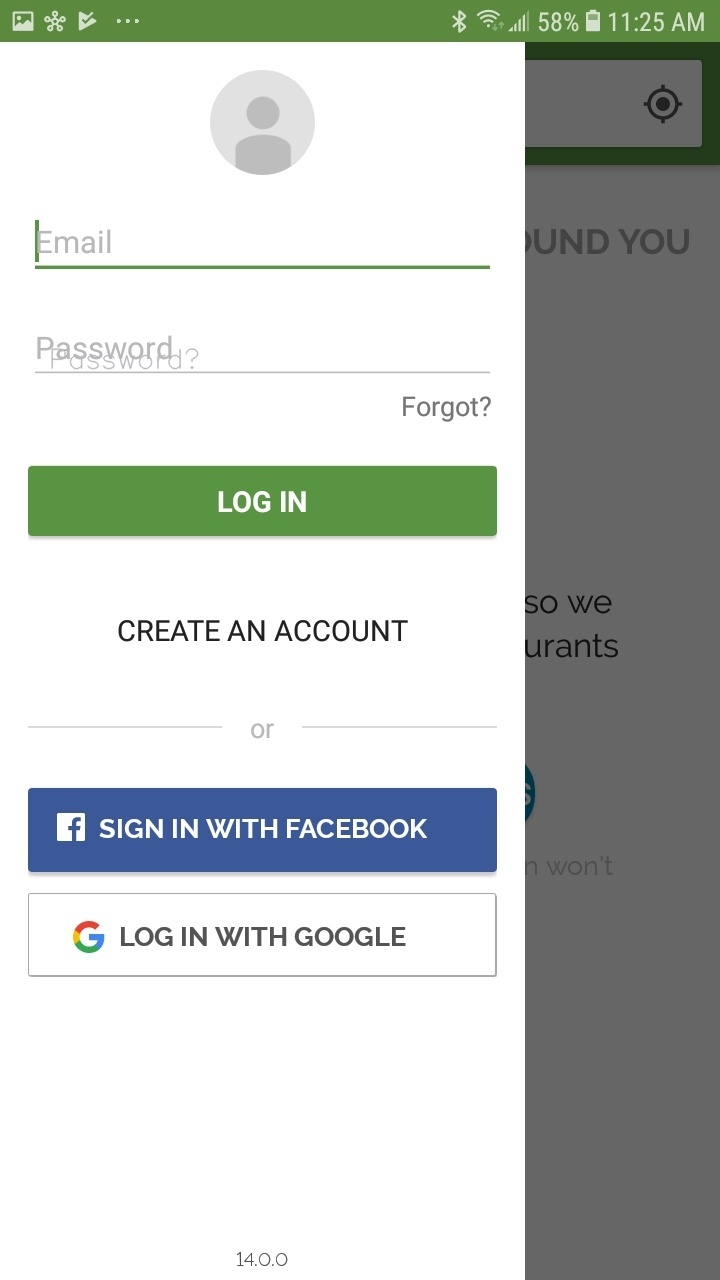 58% 11:25 AM
OUND YOU
Email
Password
Password?
Forgot?
LOG IN
so we
CREATE AN ACCOUNT
urants
or
S
SIGN IN WITH FACEBOOK
n won't
LOG IN WITH GOOGLE
14.0.0